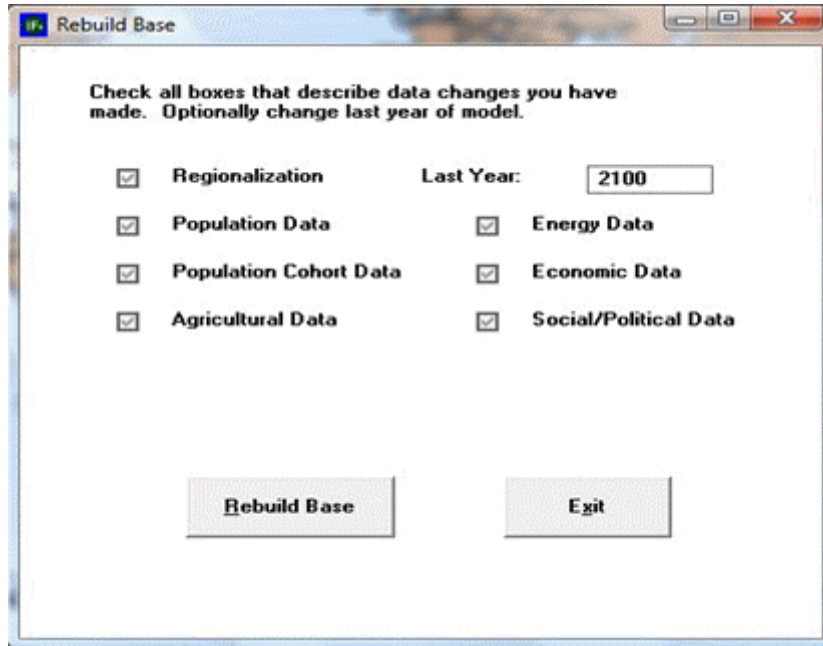 IFs Rebuild Base
Check all boxes that describe data changes you have
made. Optionally change last year of model.
Regionalization Last Year: 2100
Population Data Energy Data
Population Cohort Data Economic Data
Agricultural Data Social/Political Data
Rebuild Base Exit